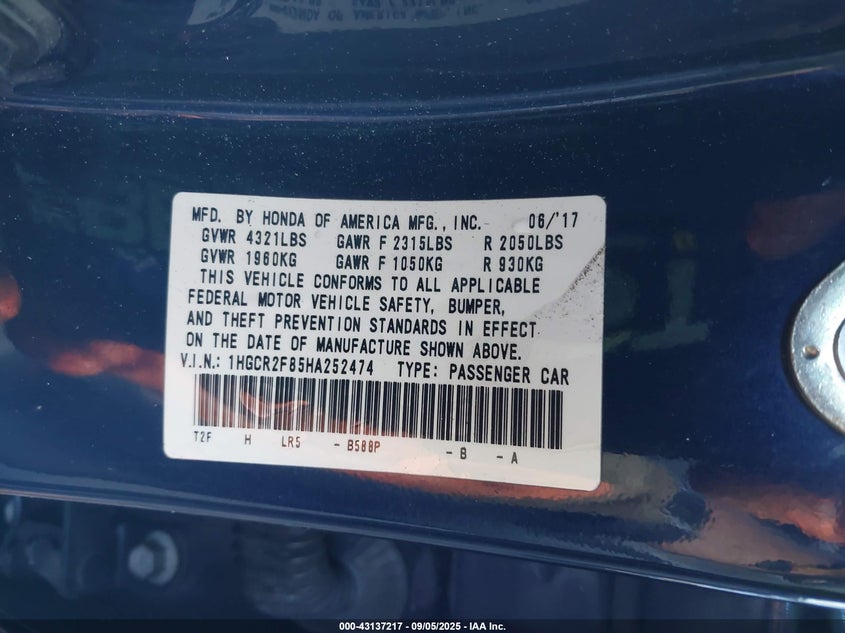 MFD. BY HONDA OF AMERICA MFG., INC. 06/'17
GVWR 4321LBS GAWR F 2315LBS R 2050LBS
GVWR 1960KG GAWR F 1050KG R 930KG
THIS VEHICLE CONFORMS TO ALL APPLICABLE
FEDERAL MOTOR VEHICLE SAFETY, BUMPER,
AND THEFT PREVENTION STANDARDS IN EFFECT
ON THE DATE OF MANUFACTURE SHOWN ABOVE.
V.I.N.: 1HGCR2F85HA252474 TYPE: PASSENGER CAR
T2F H LR5 - B588P - B - A
000-43137217 - 09/05/2025 - IAA Inc.